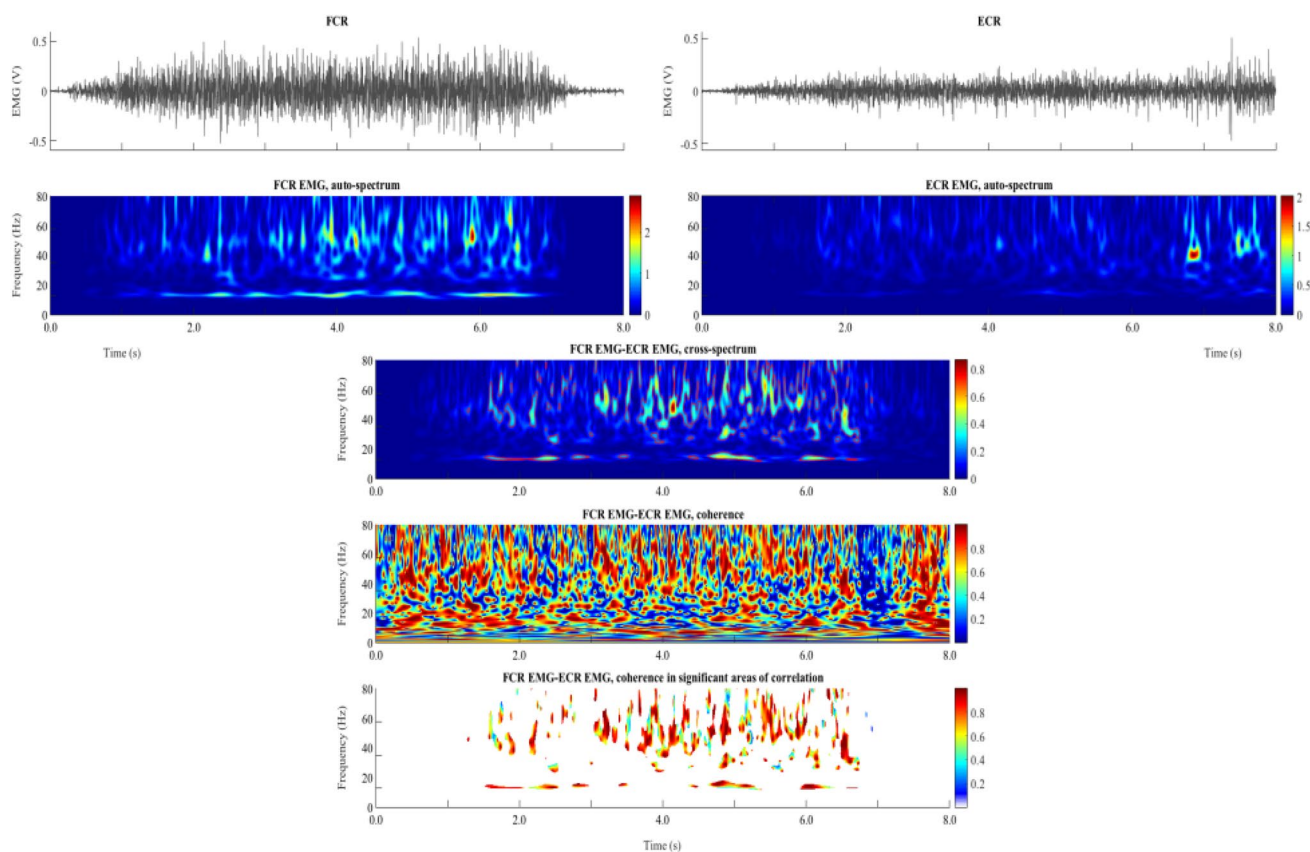 FCR
ECR
0.5
0
-0.5
EMG (V)
0.5
0
-0.5
EMG (V)
FCR EMG, auto-spectrum
80
60
40
20
0
Frequency (Hz)
0.0 2.0 4.0 6.0 8.0
2
1
0
Time (s)
ECR EMG, auto-spectrum
80
60
40
20
0
Frequency (Hz)
0.0 2.0 4.0 6.0 8.0
2
1.5
1
0.5
0
Time (s)
FCR EMG-ECR EMG, cross-spectrum
80
60
40
20
0
Frequency (Hz)
0.0 2.0 4.0 6.0 8.0
0.8
0.6
0.4
0.2
0
FCR EMG-ECR EMG, coherence
80
60
40
20
0
Frequency (Hz)
0.0 2.0 4.0 6.0 8.0
0.8
0.6
0.4
0.2
FCR EMG-ECR EMG, coherence in significant areas of correlation
80
60
40
20
0
Frequency (Hz)
0.0 2.0 4.0 6.0 8.0
0.8
0.6
0.4
0.2
Time (s)